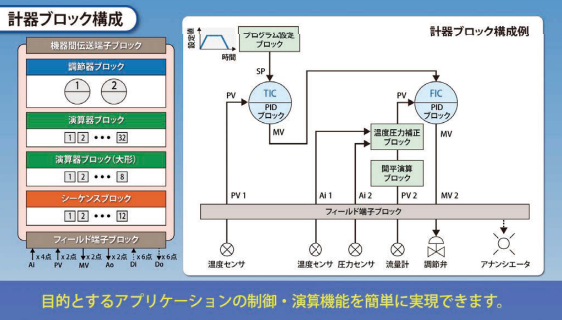 計器ブロック構成
機器間伝送端子ブロック
調節器ブロック
1 2
演算器ブロック
1 2 ••• 32
演算器ブロック(大形)
1 2 ••• 8
シーケンスブロック
1 2 ••• 12
フィールド端子ブロック
x4点 x2点 x2点 x2点 x6点 x6点
Ai PV MV Ao Di Do
計器ブロック構成例
設定値
時間
プログラム設定
ブロック
SP
PV
TIC
PID
ブロック
MV
PV
FIC
PID
ブロック
MV
温度圧力補正
ブロック
開平演算
ブロック
PV 1 Ai 1 Ai 2 PV 2 MV 2
フィールド端子ブロック
温度センサ 温度センサ 圧力センサ 流量計 調節弁 アナンシエータ
目的とするアプリケーションの制御・演算機能を簡単に実現できます。